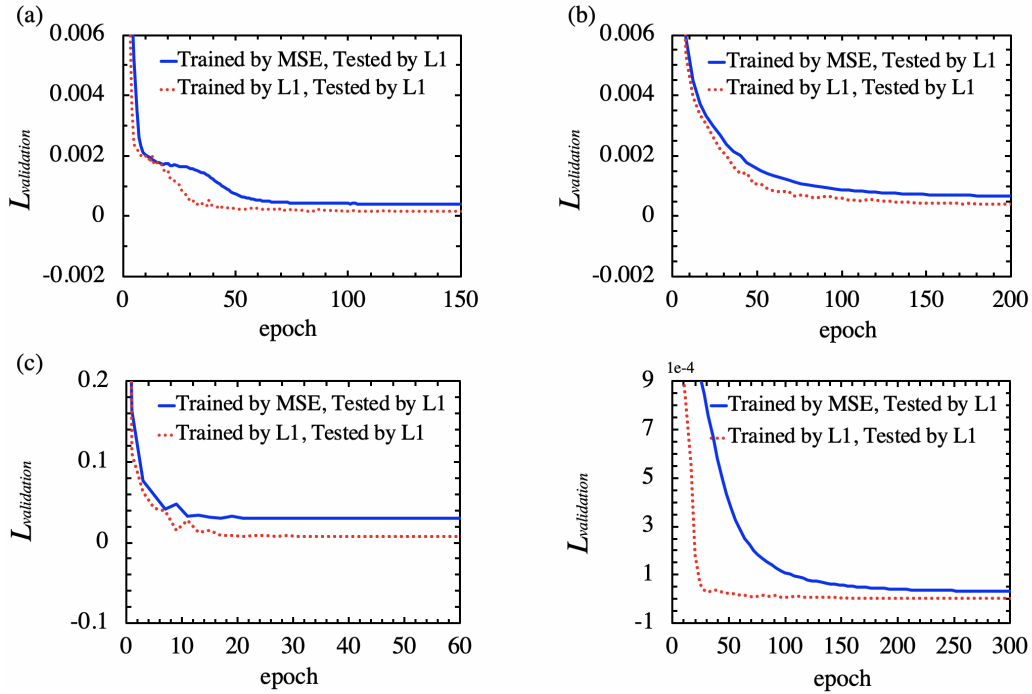 (a)
0.006
0.004
0.002
0
-0.002
L validation
Trained by MSE, Tested by L1
Trained by L1, Tested by L1
0 50 100 150
epoch
(b)
0.006
0.004
0.002
0
-0.002
L validation
Trained by MSE, Tested by L1
Trained by L1, Tested by L1
0 50 100 150 200
epoch
(c)
0.2
0.1
0
-0.1
L validation
Trained by MSE, Tested by L1
Trained by L1, Tested by L1
0 10 20 30 40 50 60
epoch
1e-4
9
7
5
3
1
-1
L validation
Trained by MSE, Tested by L1
Trained by L1, Tested by L1
0 50 100 150 200 250 300
epoch